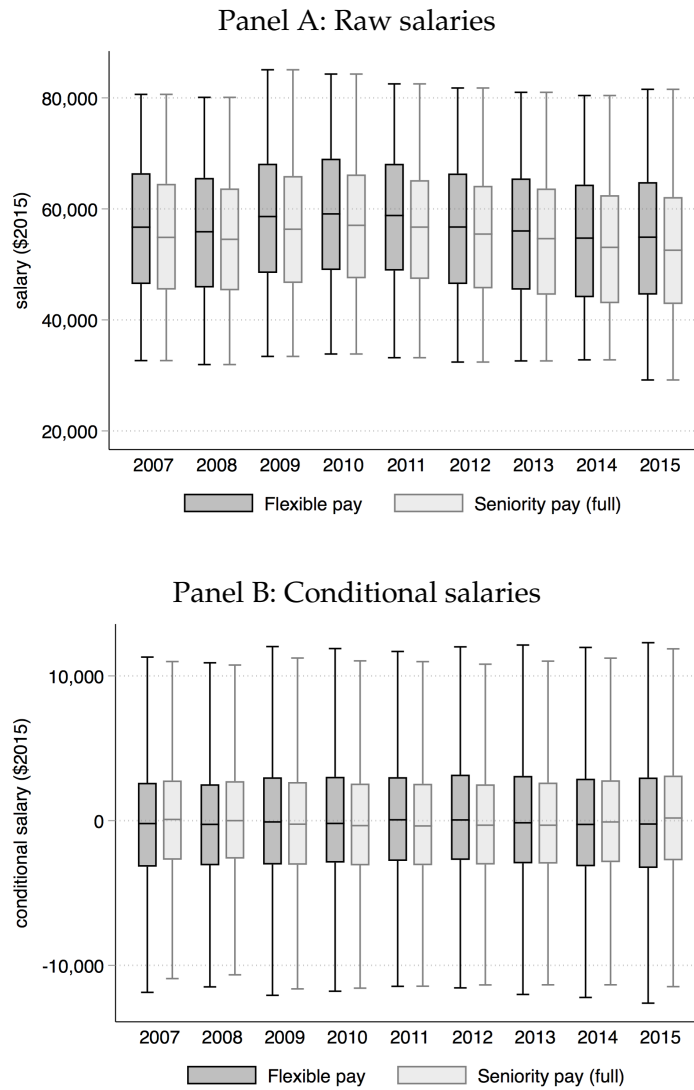 Panel A: Raw salaries
80,000
60,000
40,000
20,000
salary ($2015)
2007 2008 2009 2010 2011 2012 2013 2014 2015
Flexible pay Seniority pay (full)
Panel B: Conditional salaries
10,000
0
-10,000
conditional salary ($2015)
2007 2008 2009 2010 2011 2012 2013 2014 2015
Flexible pay Seniority pay (full)